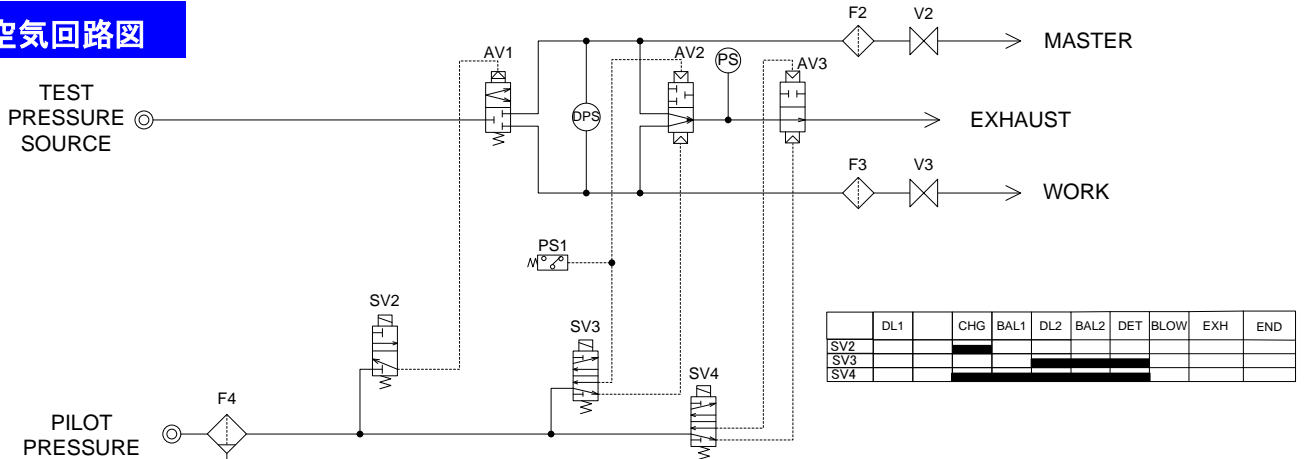 空気回路図
F2
V2
MASTER
AV1
AV2
PS
AV3
TEST
PRESSURE
SOURCE
DPS
EXHAUST
F3
V3
WORK
PS1
SV2
SV3
SV4
F4
PILOT
PRESSURE
DL1 CHG BAL1 DL2 BAL2 DET BLOW EXH END
SV2
SV3
SV4